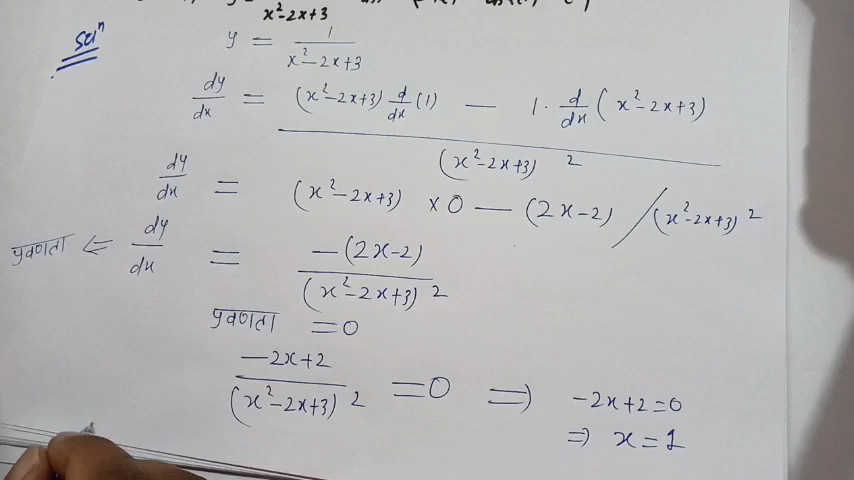 x²-2x+3
Solⁿ
y = 1/(x²-2x+3)
dy/dx = ((x²-2x+3) d/dx (1) — 1· d/dx (x²-2x+3))/(x²-2x+3)²
dy/dx = (x²-2x+3) x 0 — (2x-2) / (x²-2x+3)²
प्रवणता ⇐ dy/dx = -(2x-2)/(x²-2x+3)²
प्रवणता = 0
(-2x+2)/(x²-2x+3)² = 0 ⇒ -2x+2=0
⇒ x = 1